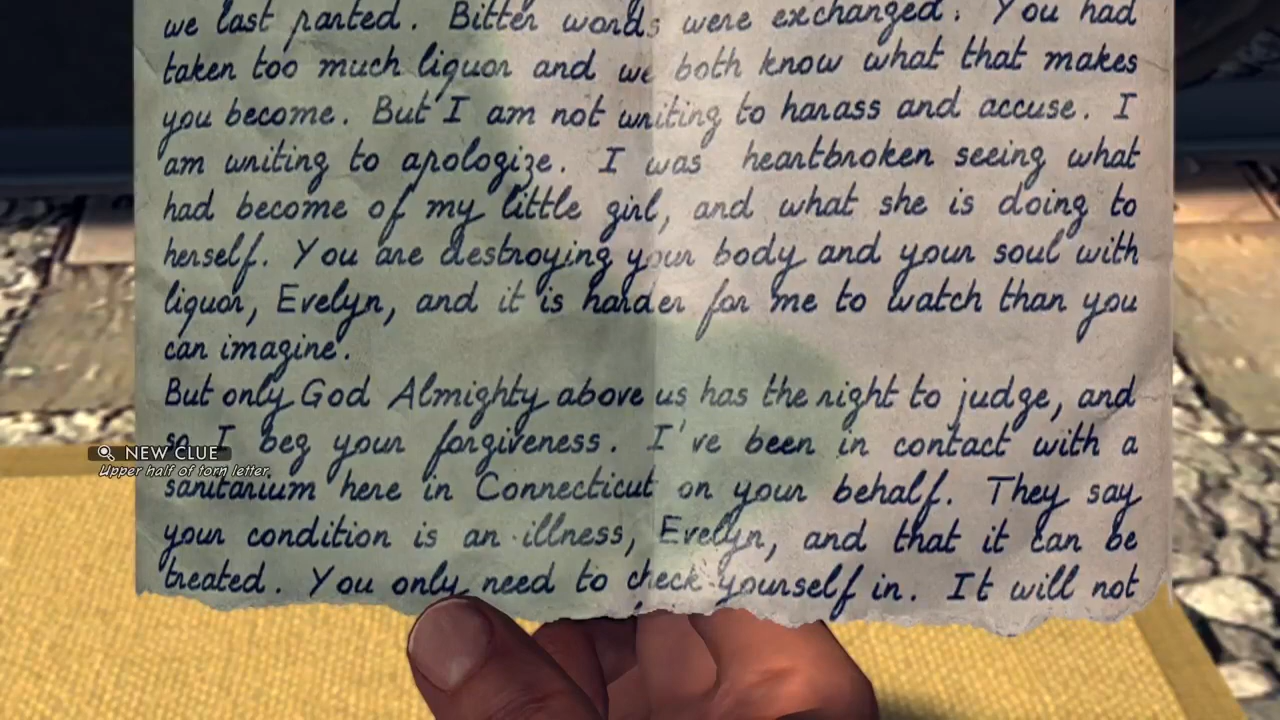 we last parted. Bitter words were exchanged. You had
taken too much liquor and we both know what that makes
you become. But I am not writing to harass and accuse. I
am writing to apologize. I was heartbroken seeing what
had become of my little girl, and what she is doing to
herself. You are destroying your body and your soul with
liquor, Evelyn, and it is harder for me to watch than you
can imagine.
But only God Almighty above us has the right to judge, and
so I beg your forgiveness. I've been in contact with a
NEW CLUE
Upper half of torn letter.
sanitarium here in Connecticut on your behalf. They say
your condition is an illness, Evelyn, and that it can be
treated. You only need to check yourself in. It will not